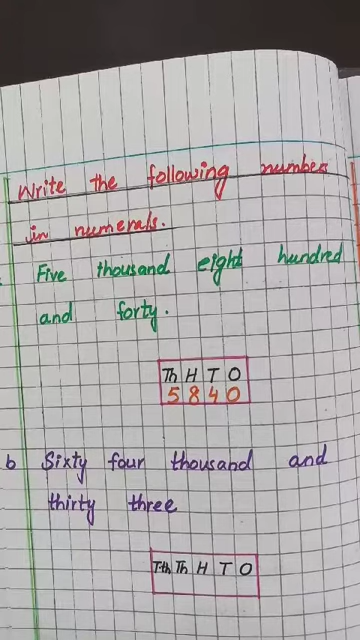 Write the following number
in numerals.
Five thousand eight hundred
and forty.
Th H T O
5 8 4 0
b Sixty four thousand and
thirty three
T-th Th H T O